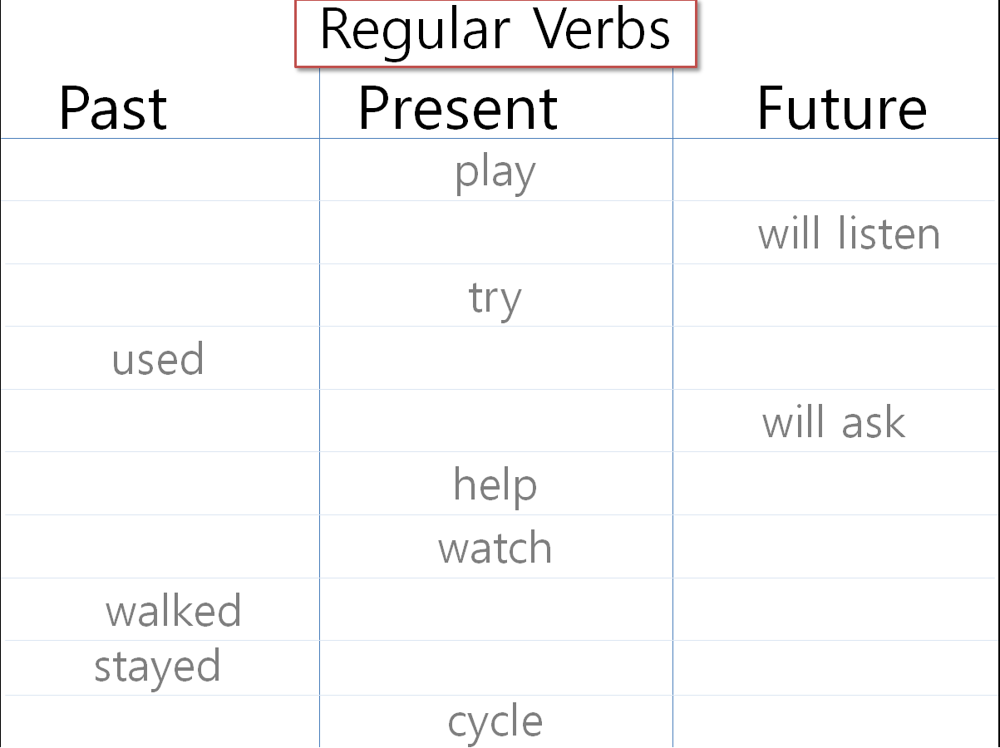 Regular Verbs
Past Present Future
play
will listen
try
used
will ask
help
watch
walked
stayed
cycle